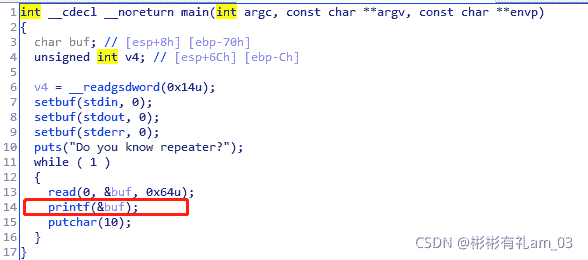 1 int __cdecl __noreturn main(int argc, const char **argv, const char **envp)
2 {
3 char buf; // [esp+8h] [ebp-70h]
4 unsigned int v4; // [esp+6Ch] [ebp-Ch]
5
6 v4 = __readgsdword(0x14u);
7 setbuf(stdin, 0);
8 setbuf(stdout, 0);
9 setbuf(stderr, 0);
10 puts("Do you know repeater?");
11 while ( 1 )
12 {
13 read(0, &buf, 0x64u);
14 printf(&buf);
15 putchar(10);
16 }
17 }
CSDN @彬彬有礼am_03